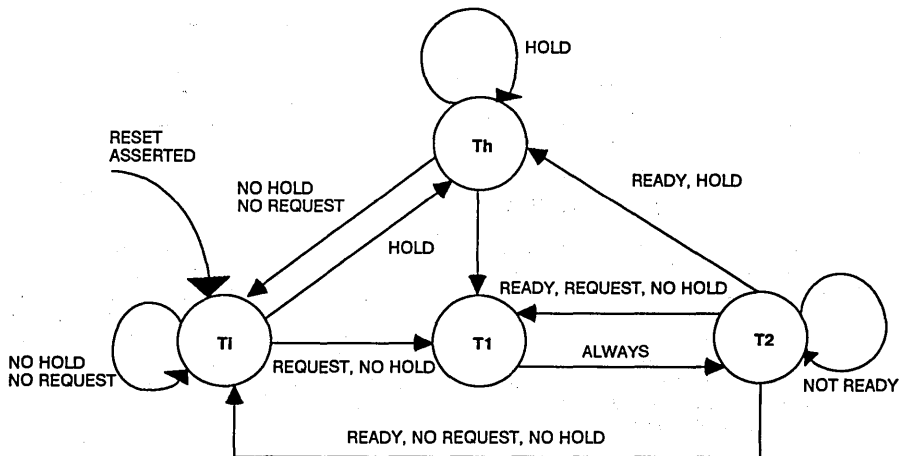 HOLD
Th
RESET
ASSERTED
NO HOLD
NO REQUEST
READY, HOLD
HOLD
READY, REQUEST, NO HOLD
Ti
T1
T2
ALWAYS
NO HOLD
NO REQUEST
REQUEST, NO HOLD
NOT READY
READY, NO REQUEST, NO HOLD